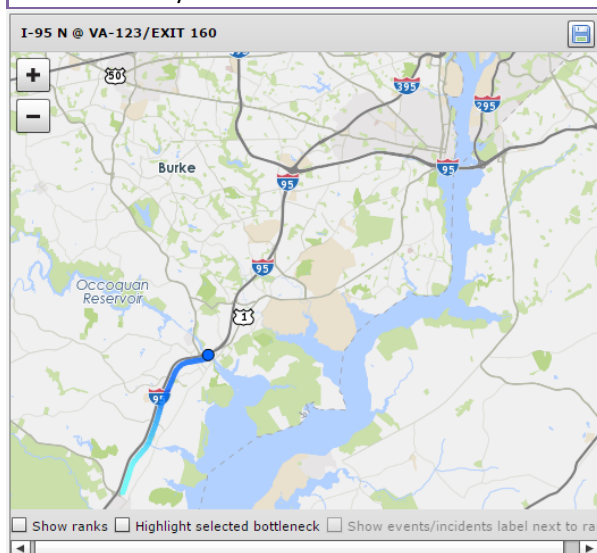 I-95 N @ VA-123/EXIT 160
+
50
395
295
−
Burke
95
95
95
Occoquan
Reservoir
1
95
Show ranks Highlight selected bottleneck Show events/incidents label next to ra